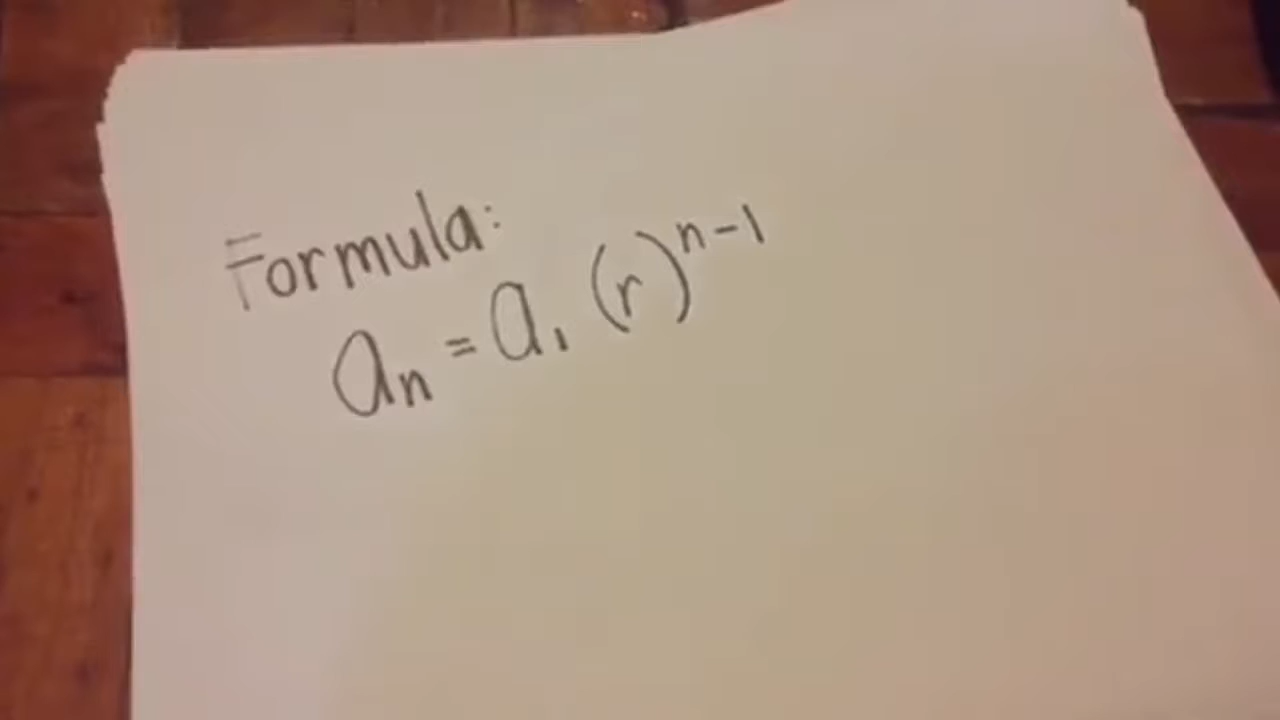 Formula:
aₙ = a₁ (r)ⁿ⁻¹